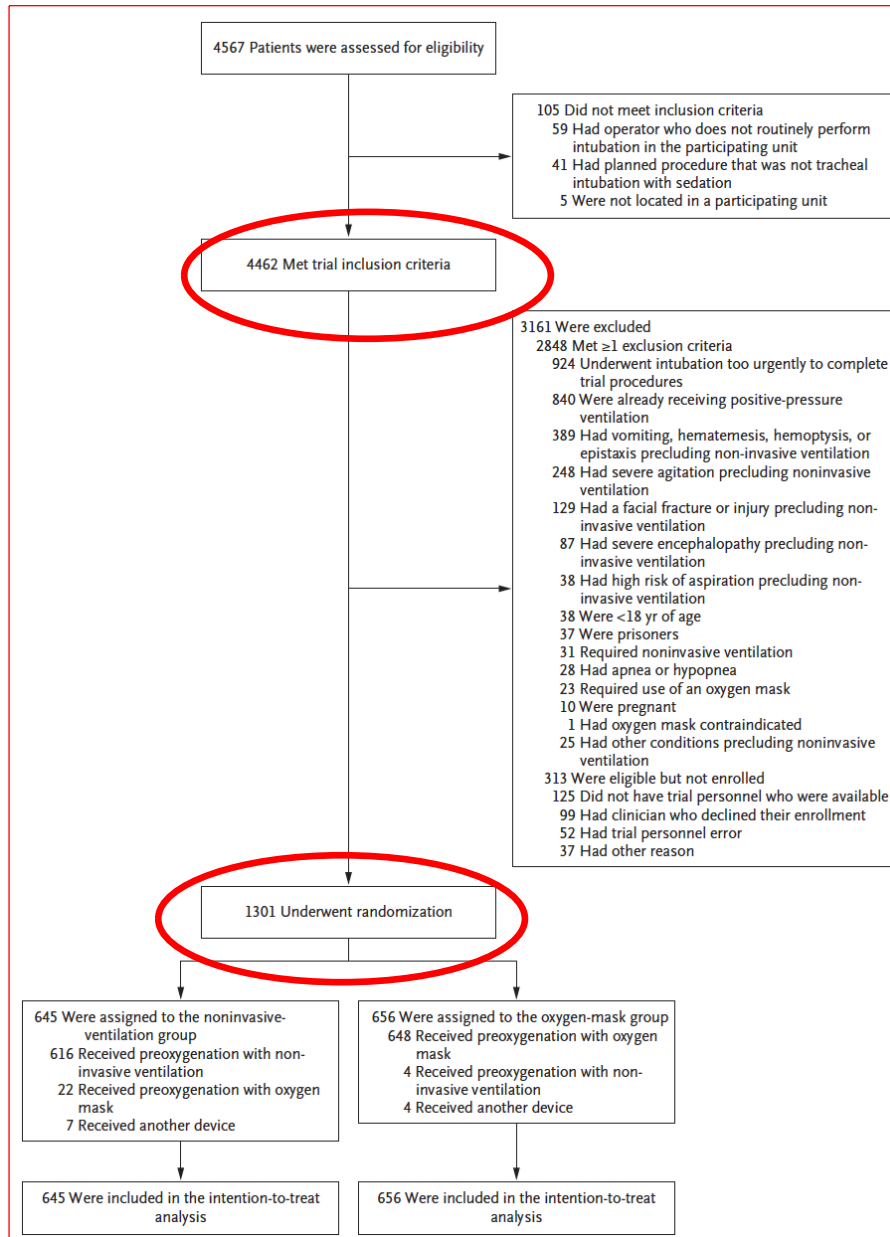 4567 Patients were assessed for eligibility
105 Did not meet inclusion criteria
59 Had operator who does not routinely perform
intubation in the participating unit
41 Had planned procedure that was not tracheal
intubation with sedation
5 Were not located in a participating unit
4462 Met trial inclusion criteria
3161 Were excluded
2848 Met ≥1 exclusion criteria
924 Underwent intubation too urgently to complete
trial procedures
840 Were already receiving positive-pressure
ventilation
389 Had vomiting, hematemesis, hemoptysis, or
epistaxis precluding non-invasive ventilation
248 Had severe agitation precluding noninvasive
ventilation
129 Had a facial fracture or injury precluding non-
invasive ventilation
87 Had severe encephalopathy precluding non-
invasive ventilation
38 Had high risk of aspiration precluding non-
invasive ventilation
38 Were <18 yr of age
37 Were prisoners
31 Required noninvasive ventilation
28 Had apnea or hypopnea
23 Required use of an oxygen mask
10 Were pregnant
1 Had oxygen mask contraindicated
25 Had other conditions precluding noninvasive
ventilation
313 Were eligible but not enrolled
125 Did not have trial personnel who were available
99 Had clinician who declined their enrollment
52 Had trial personnel error
37 Had other reason
1301 Underwent randomization
645 Were assigned to the noninvasive-
ventilation group
616 Received preoxygenation with non-
invasive ventilation
22 Received preoxygenation with oxygen
mask
7 Received another device
656 Were assigned to the oxygen-mask group
648 Received preoxygenation with oxygen
mask
4 Received preoxygenation with non-
invasive ventilation
4 Received another device
645 Were included in the intention-to-treat
analysis
656 Were included in the intention-to-treat
analysis